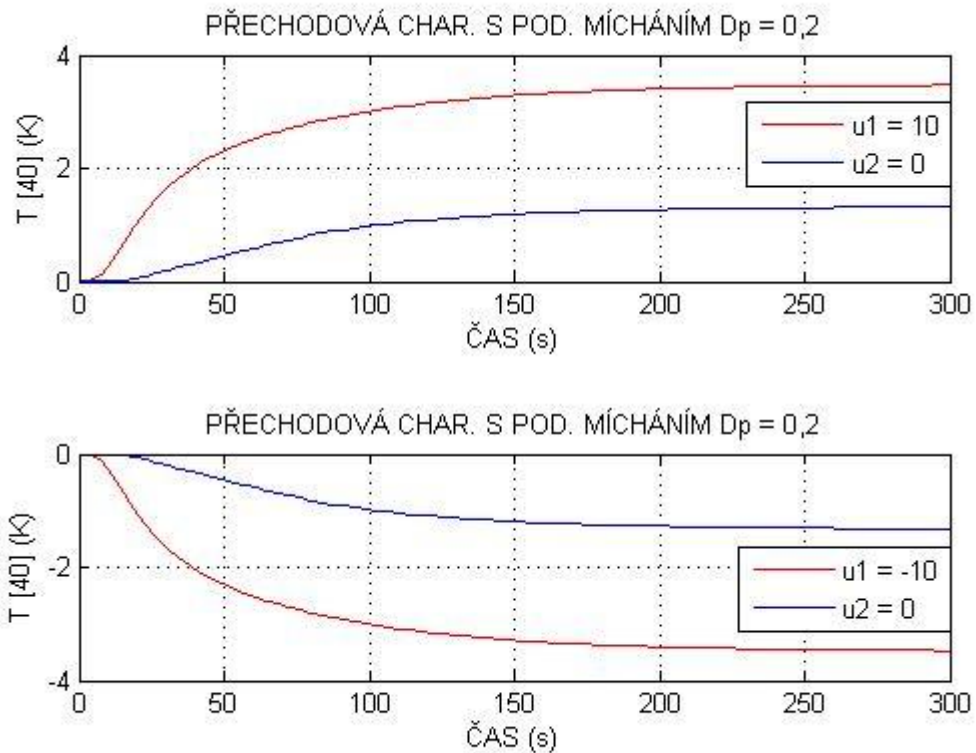 PŘECHODOVÁ CHAR. S POD. MÍCHÁNÍM Dp = 0,2
4
2
0
T [40] (K)
u1 = 10
u2 = 0
0 50 100 150 200 250 300
ČAS (s)
PŘECHODOVÁ CHAR. S POD. MÍCHÁNÍM Dp = 0,2
0
-2
-4
T [40] (K)
u1 = -10
u2 = 0
0 50 100 150 200 250 300
ČAS (s)